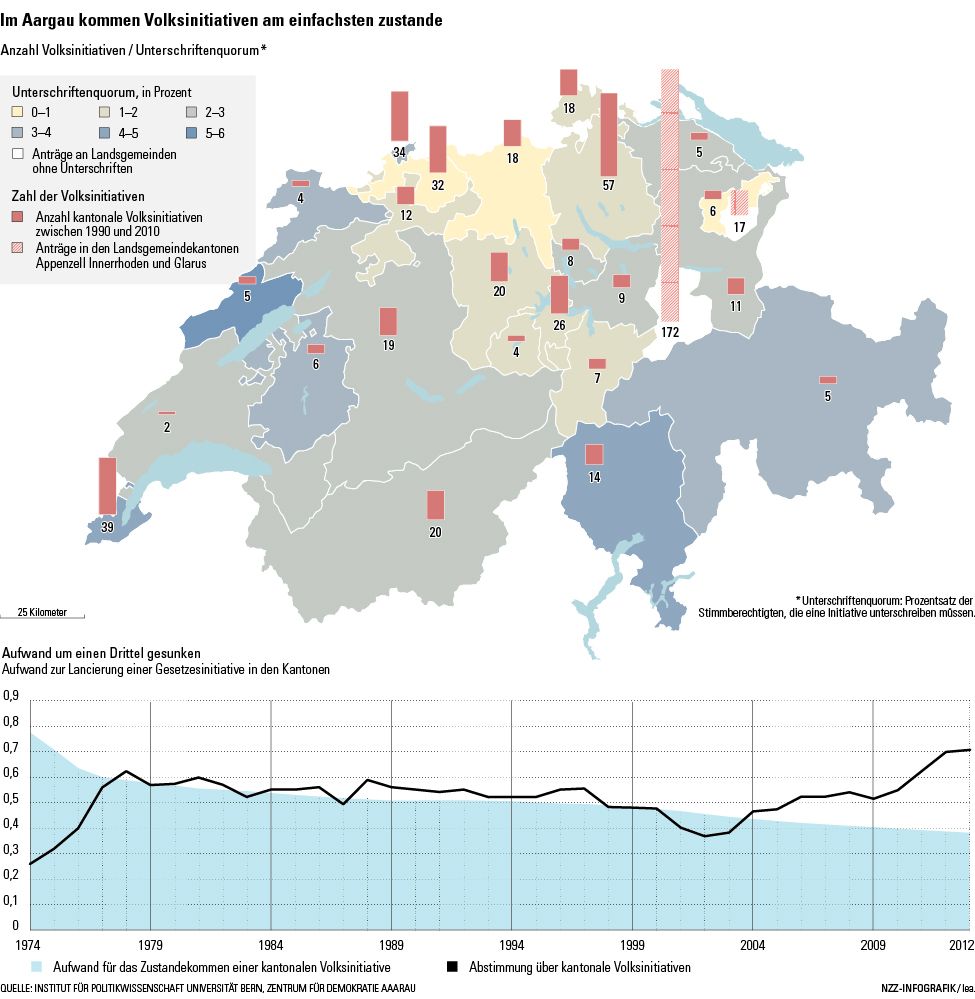 Im Aargau kommen Volksinitiativen am einfachsten zustande
Anzahl Volksinitiativen / Unterschriftenquorum*
Unterschriftenquorum, in Prozent
0–1 1–2 2–3
3–4 4–5 5–6
Anträge an Landsgemeinden
ohne Unterschriften
Zahl der Volksinitiativen
Anzahl kantonale Volksinitiativen
zwischen 1990 und 2010
Anträge in den Landsgemeindekantonen
Appenzell Innerrhoden und Glarus
18
34
18
5
32
57
4
12
6
17
8
5
20
9
11
26
19
172
4
6
7
5
2
14
39
20
25 Kilometer
* Unterschriftenquorum: Prozentsatz der
Stimmberechtigten, die eine Initiative unterschreiben müssen.
Aufwand um einen Drittel gesunken
Aufwand zur Lancierung einer Gesetzesinitiative in den Kantonen
0,9
0,8
0,7
0,6
0,5
0,4
0,3
0,2
0,1
0
1974 1979 1984 1989 1994 1999 2004 2009 2012
Aufwand für das Zustandekommen einer kantonalen Volksinitiative Abstimmung über kantonale Volksinitiativen
QUELLE: INSTITUT FÜR POLITIKWISSENSCHAFT UNIVERSITÄT BERN, ZENTRUM FÜR DEMOKRATIE AAARAU NZZ-INFOGRAFIK / lea.